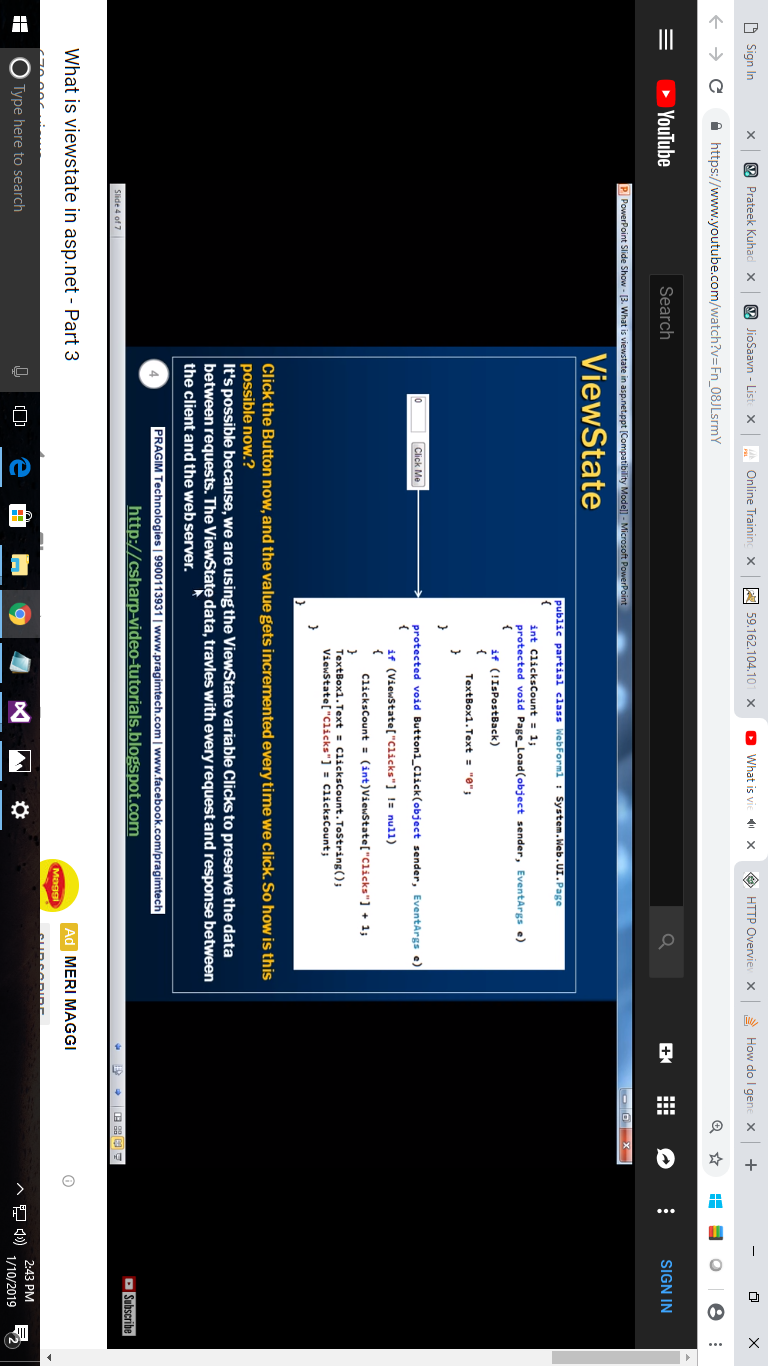 Sign In
Prateek Kuhad
JioSaavn - List
Online Training
59.162.104.101
What is vie
HTTP Overview
How do I gene
https://www.youtube.com/watch?v=Fn_08JLsrmY
YouTube
Search
SIGN IN
PowerPoint Slide Show - [3. What is viewstate in asp.net.ppt [Compatibility Mode]] - Microsoft PowerPoint
ViewState
0
Click Me
public partial class WebForm1 : System.Web.UI.Page
{
int ClicksCount = 1;
protected void Page_Load(object sender, EventArgs e)
{
if (!IsPostBack)
{
TextBox1.Text = "0";
}
}
protected void Button1_Click(object sender, EventArgs e)
{
if (ViewState["Clicks"] != null)
{
ClicksCount = (int)ViewState["Clicks"] + 1;
}
TextBox1.Text = ClicksCount.ToString();
ViewState["Clicks"] = ClicksCount;
}
}
Click the Button now, and the value gets incremented every time we click. So how is this
possible now.?
It's possible because, we are using the ViewState variable Clicks to preserve the data
between requests. The ViewState data, travles with every request and response between
the client and the web server.
4
PRAGIM Technologies | 9900113931 | www.pragimtech.com | www.facebook.com/pragimtech
http://csharp-video-tutorials.blogspot.com
Slide 4 of 7
Subscribe
What is viewstate in asp.net - Part 3
Maggi
Ad MERI MAGGI
SUBSCRIBE
Type here to search
2:43 PM
1/10/2019
2